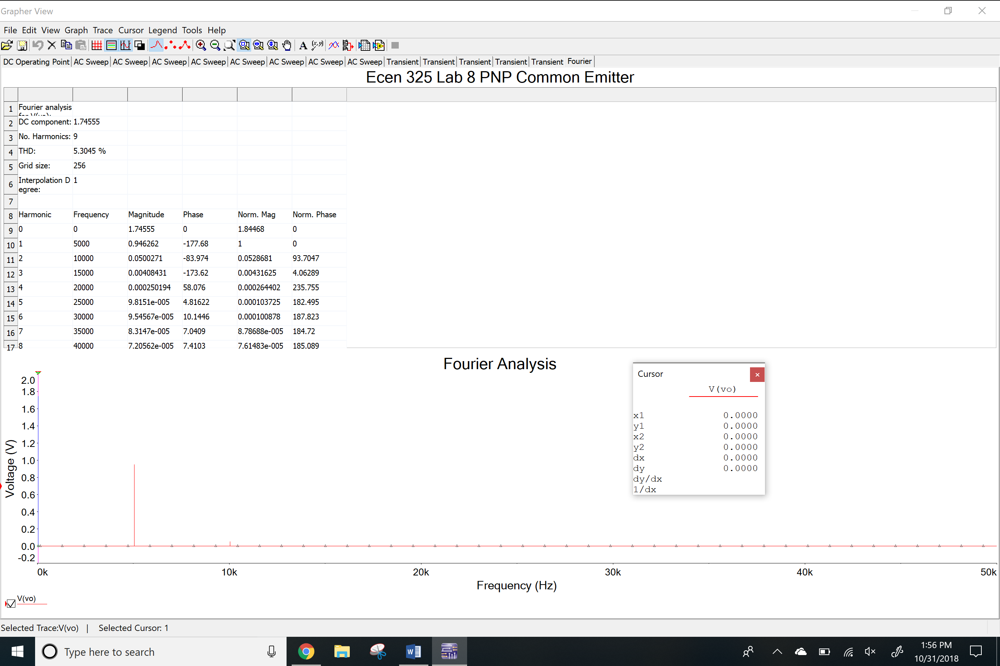 Grapher View
File Edit View Graph Trace Cursor Legend Tools Help
DC Operating Point AC Sweep AC Sweep AC Sweep AC Sweep AC Sweep AC Sweep AC Sweep AC Sweep Transient Transient Transient Transient Transient Fourier
Ecen 325 Lab 8 PNP Common Emitter
1 Fourier analysis
for V(vo):
2 DC component: 1.74555
3 No. Harmonics: 9
4 THD: 5.3045 %
5 Grid size: 256
6 Interpolation D 1
egree:
7
8 Harmonic Frequency Magnitude Phase Norm. Mag Norm. Phase
9 0 0 1.74555 0 1.84468 0
10 1 5000 0.946262 -177.68 1 0
11 2 10000 0.0500271 -83.974 0.0528681 93.7047
12 3 15000 0.00408431 -173.62 0.00431625 4.06289
13 4 20000 0.000250194 58.076 0.000264402 235.755
14 5 25000 9.8151e-005 4.81622 0.000103725 182.495
15 6 30000 9.54567e-005 10.1446 0.000100878 187.823
16 7 35000 8.3147e-005 7.0409 8.78688e-005 184.72
17 8 40000 7.20562e-005 7.4103 7.61483e-005 185.089
Fourier Analysis
2.0
1.8
1.6
1.4
1.2
1.0
0.8
0.6
0.4
0.2
0.0
-0.2
Voltage (V)
0k 10k 20k 30k 40k 50k
Frequency (Hz)
V(vo)
Cursor
V(vo)
x1 0.0000
y1 0.0000
x2 0.0000
y2 0.0000
dx 0.0000
dy 0.0000
dy/dx
1/dx
Selected Trace:V(vo) | Selected Cursor: 1
Type here to search
1:56 PM
10/31/2018